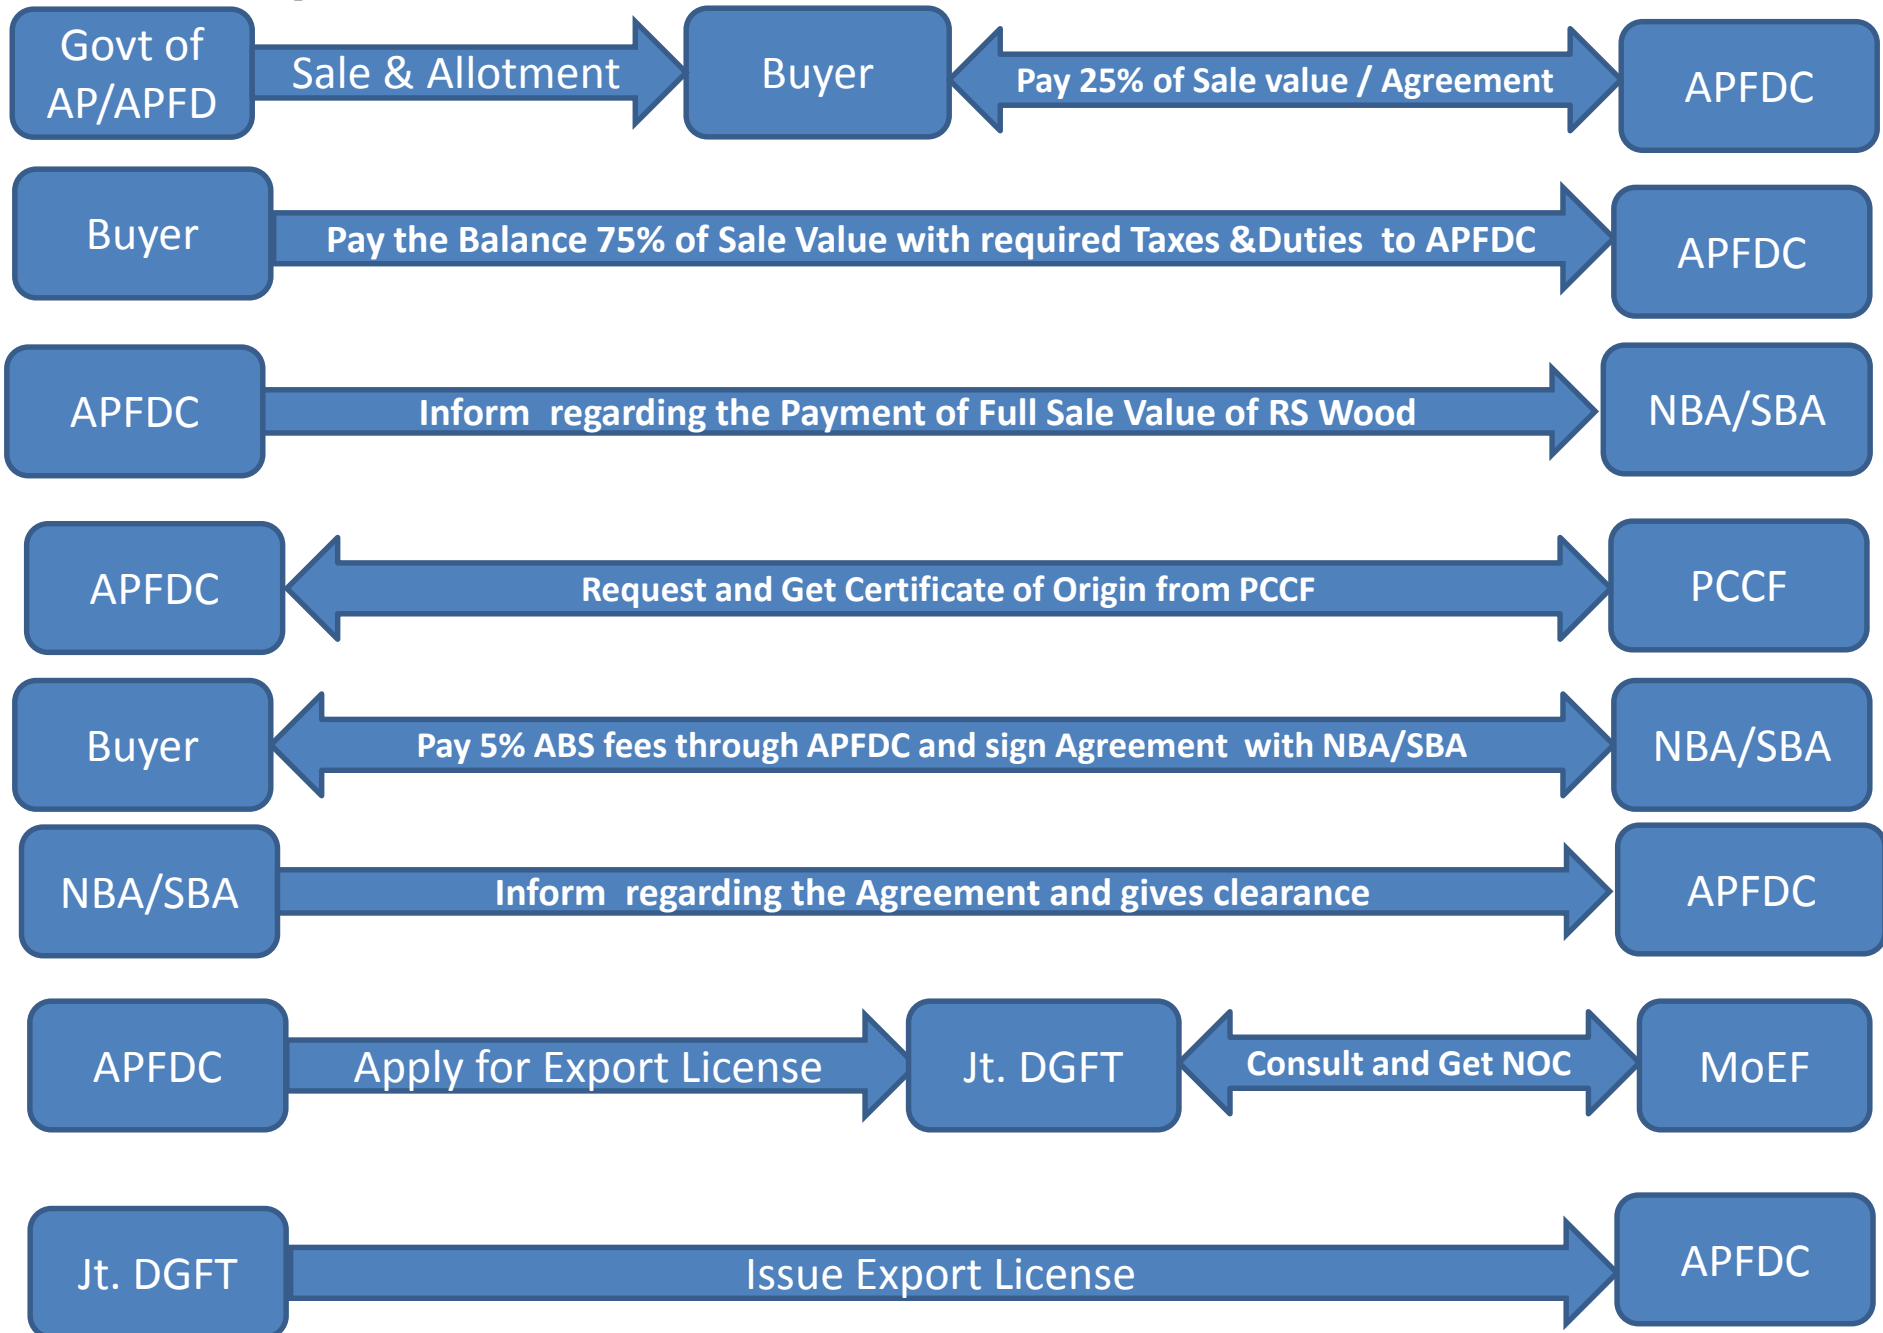 Govt of
AP/APFD
Sale & Allotment
Buyer
Pay 25% of Sale value / Agreement
APFDC
Buyer
Pay the Balance 75% of Sale Value with required Taxes &Duties to APFDC
APFDC
APFDC
Inform regarding the Payment of Full Sale Value of RS Wood
NBA/SBA
APFDC
Request and Get Certificate of Origin from PCCF
PCCF
Buyer
Pay 5% ABS fees through APFDC and sign Agreement with NBA/SBA
NBA/SBA
NBA/SBA
Inform regarding the Agreement and gives clearance
APFDC
APFDC
Apply for Export License
Jt. DGFT
Consult and Get NOC
MoEF
Jt. DGFT
Issue Export License
APFDC